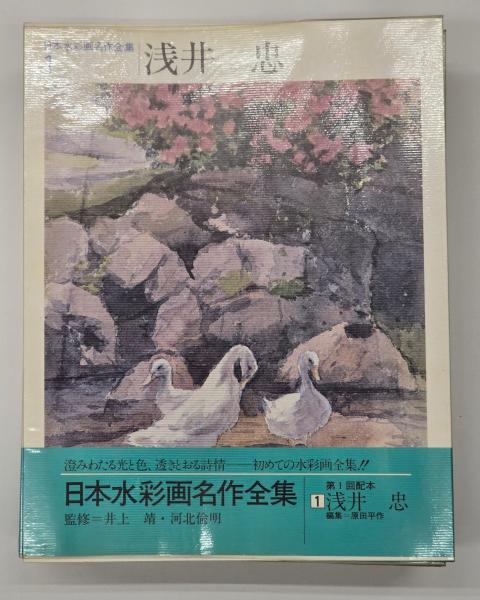 日本水彩画名作全集
1
浅井 忠
澄みわたる光と色、透きとおる詩情――初めての水彩画全集!!
日本水彩画名作全集
監修=井上 靖・河北倫明
第1回配本
1 浅井 忠
編集=原田平作